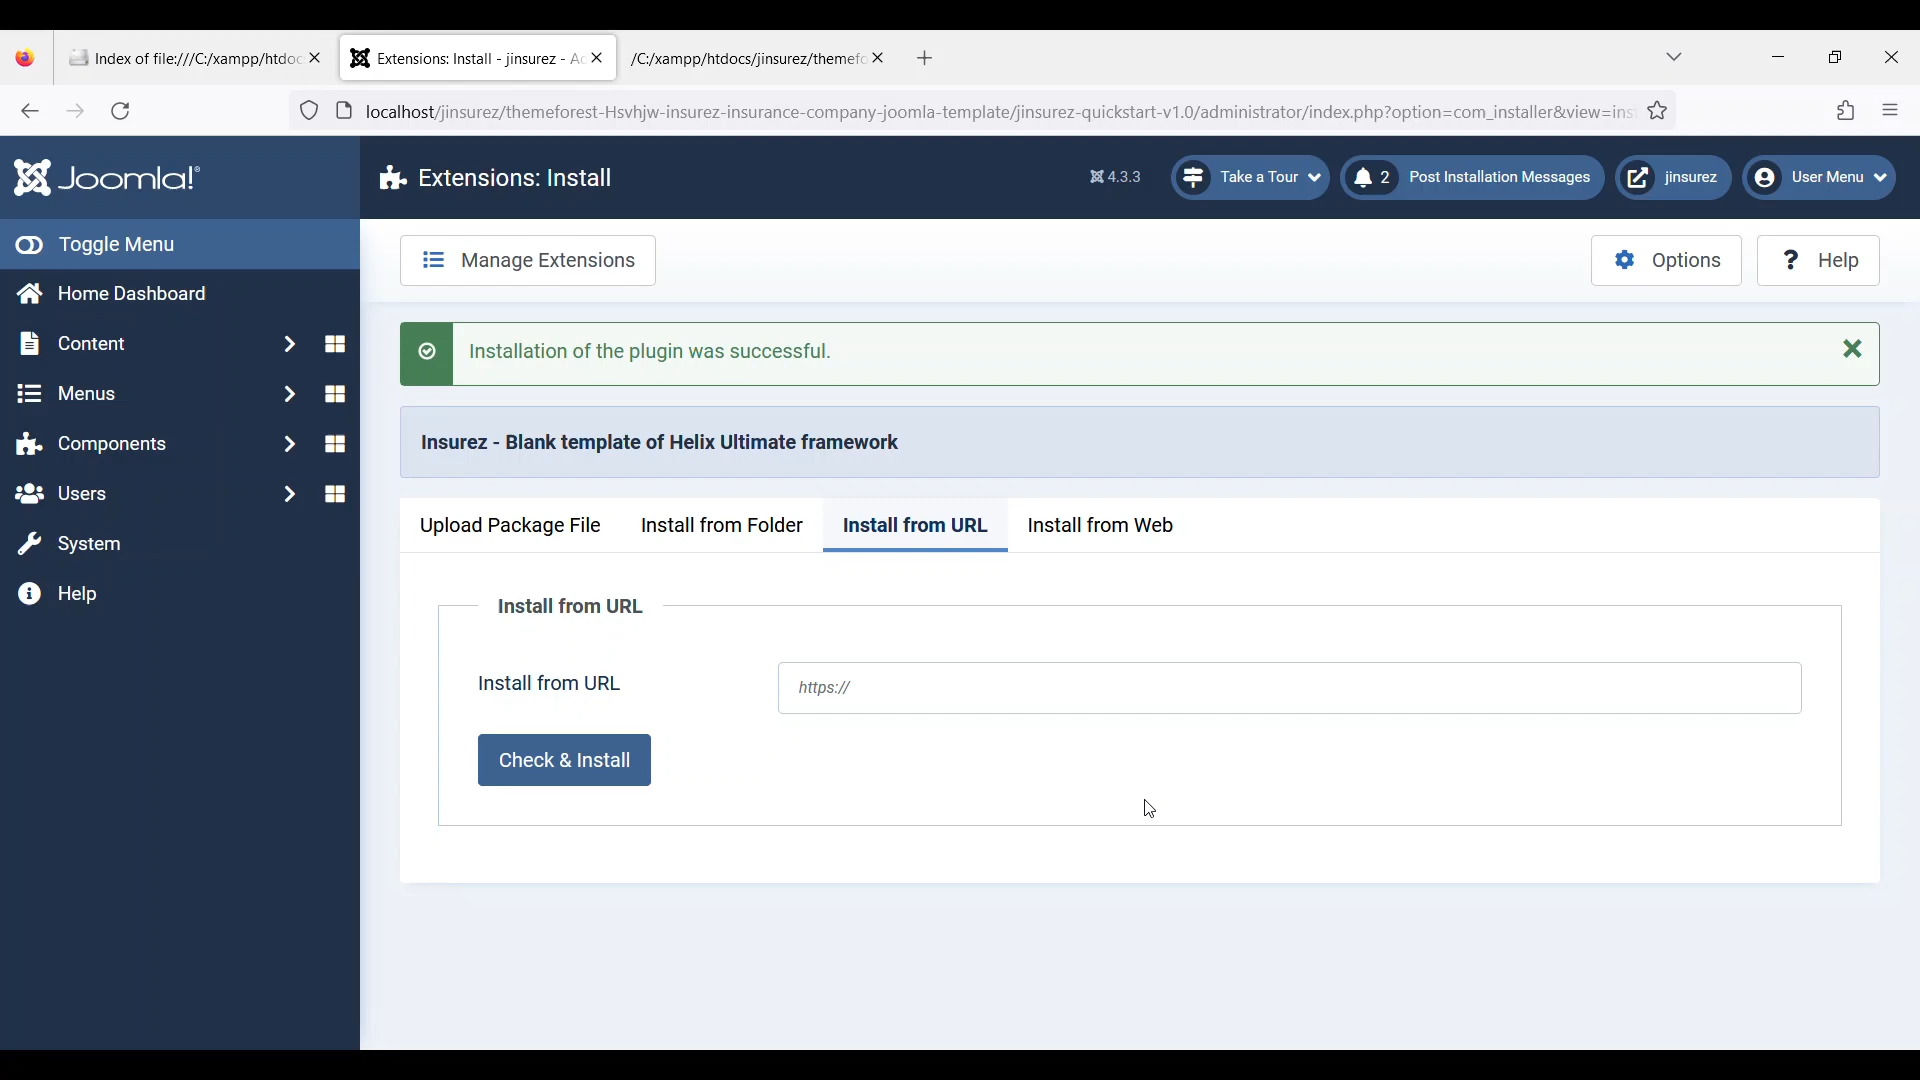 Index of file:///C:/xampp/htdoc
Extensions: Install - jinsurez - Ad
/C:/xampp/htdocs/jinsurez/themefo
localhost/jinsurez/themeforest-Hsvhjw-insurez-insurance-company-joomla-template/jinsurez-quickstart-v1.0/administrator/index.php?option=com_installer&view=ins
Joomla!®
Extensions: Install
4.3.3
Take a Tour
2 Post Installation Messages
jinsurez
User Menu
Toggle Menu
Home Dashboard
Content
Menus
Components
Users
System
Help
Manage Extensions
Options
? Help
Installation of the plugin was successful.
Insurez - Blank template of Helix Ultimate framework
Upload Package File
Install from Folder
Install from URL
Install from Web
Install from URL
Install from URL
https://
Check & Install